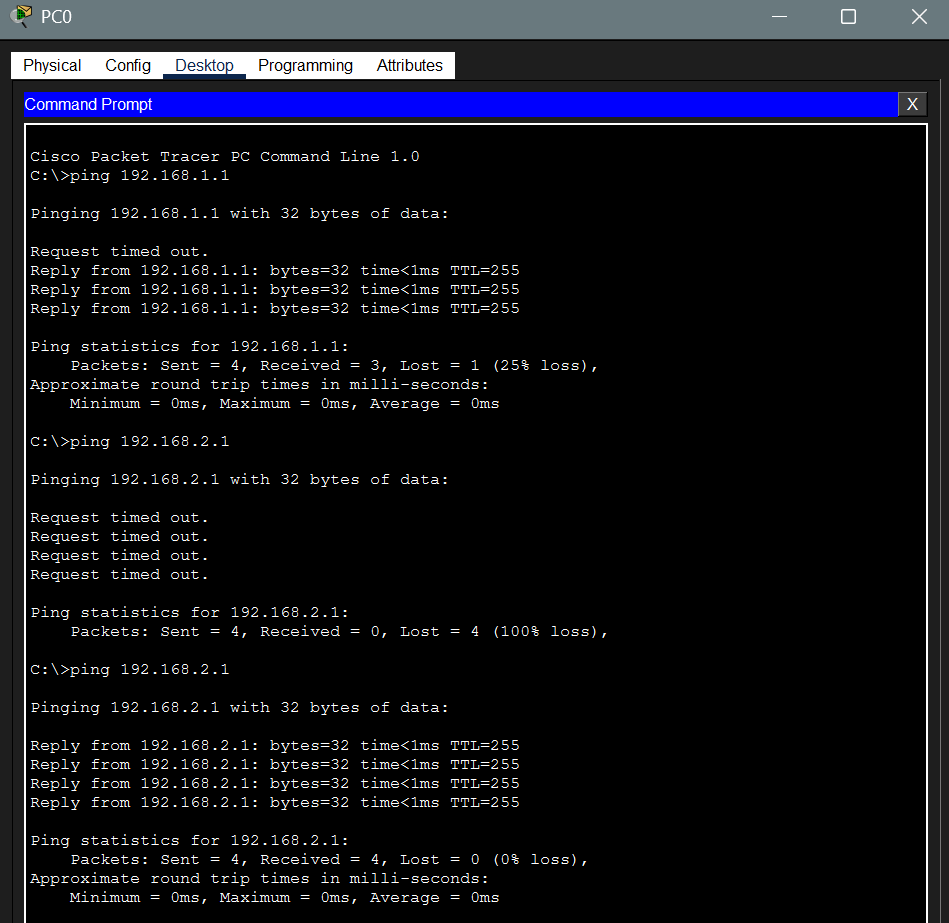 PC0
Physical Config Desktop Programming Attributes
Command Prompt X
Cisco Packet Tracer PC Command Line 1.0
C:\>ping 192.168.1.1
Pinging 192.168.1.1 with 32 bytes of data:
Request timed out.
Reply from 192.168.1.1: bytes=32 time<1ms TTL=255
Reply from 192.168.1.1: bytes=32 time<1ms TTL=255
Reply from 192.168.1.1: bytes=32 time<1ms TTL=255
Ping statistics for 192.168.1.1:
    Packets: Sent = 4, Received = 3, Lost = 1 (25% loss),
Approximate round trip times in milli-seconds:
    Minimum = 0ms, Maximum = 0ms, Average = 0ms
C:\>ping 192.168.2.1
Pinging 192.168.2.1 with 32 bytes of data:
Request timed out.
Request timed out.
Request timed out.
Request timed out.
Ping statistics for 192.168.2.1:
    Packets: Sent = 4, Received = 0, Lost = 4 (100% loss),
C:\>ping 192.168.2.1
Pinging 192.168.2.1 with 32 bytes of data:
Reply from 192.168.2.1: bytes=32 time<1ms TTL=255
Reply from 192.168.2.1: bytes=32 time<1ms TTL=255
Reply from 192.168.2.1: bytes=32 time<1ms TTL=255
Reply from 192.168.2.1: bytes=32 time<1ms TTL=255
Ping statistics for 192.168.2.1:
    Packets: Sent = 4, Received = 4, Lost = 0 (0% loss),
Approximate round trip times in milli-seconds:
    Minimum = 0ms, Maximum = 0ms, Average = 0ms